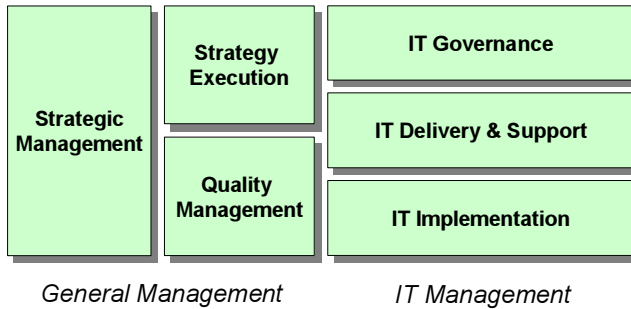 Strategic
Management
Strategy
Execution
Quality
Management
IT Governance
IT Delivery & Support
IT Implementation
General Management
IT Management